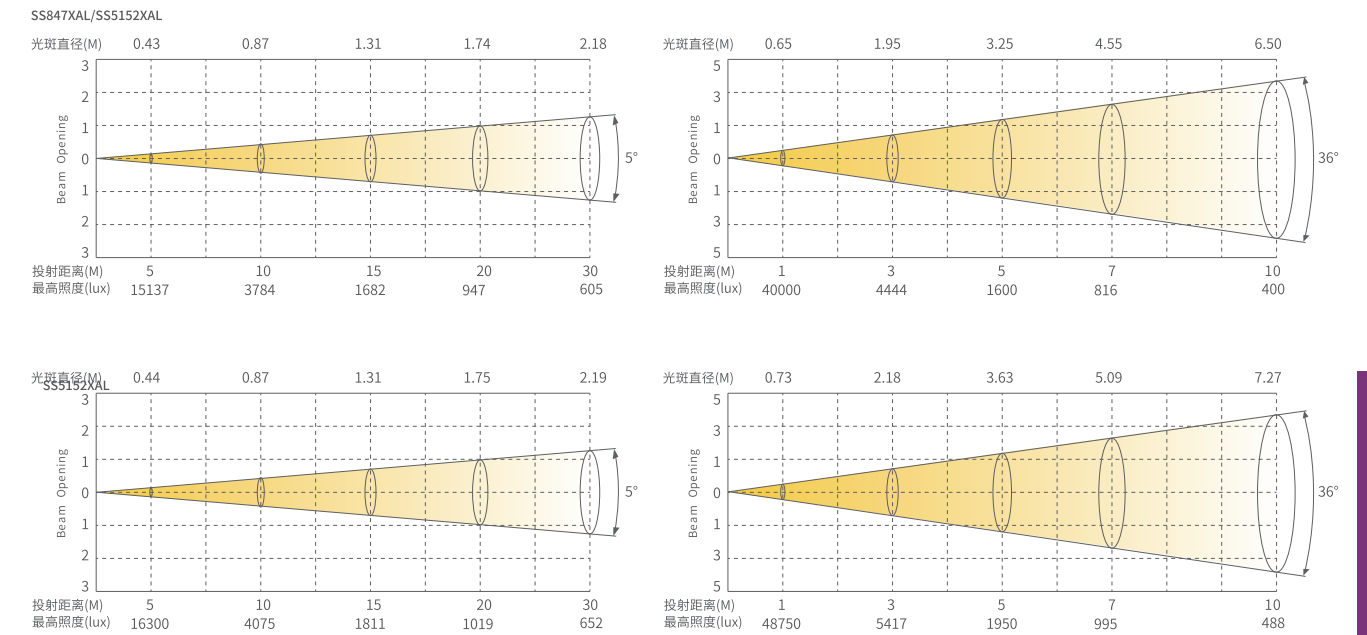 SS847XAL/SS5152XAL
光斑直径(M) 0.43 0.87 1.31 1.74 2.18
3
2
1
0
1
2
3
Beam Opening
5°
投射距离(M) 5 10 15 20 30
最高照度(lux) 15137 3784 1682 947 605
光斑直径(M) 0.65 1.95 3.25 4.55 6.50
5
3
1
0
1
3
5
Beam Opening
36°
投射距离(M) 1 3 5 7 10
最高照度(lux) 40000 4444 1600 816 400
光斑直径(M) 0.44 0.87 1.31 1.75 2.19
SS5152XAL
3
2
1
0
1
2
3
Beam Opening
5°
投射距离(M) 5 10 15 20 30
最高照度(lux) 16300 4075 1811 1019 652
光斑直径(M) 0.73 2.18 3.63 5.09 7.27
5
3
1
0
1
3
5
Beam Opening
36°
投射距离(M) 1 3 5 7 10
最高照度(lux) 48750 5417 1950 995 488